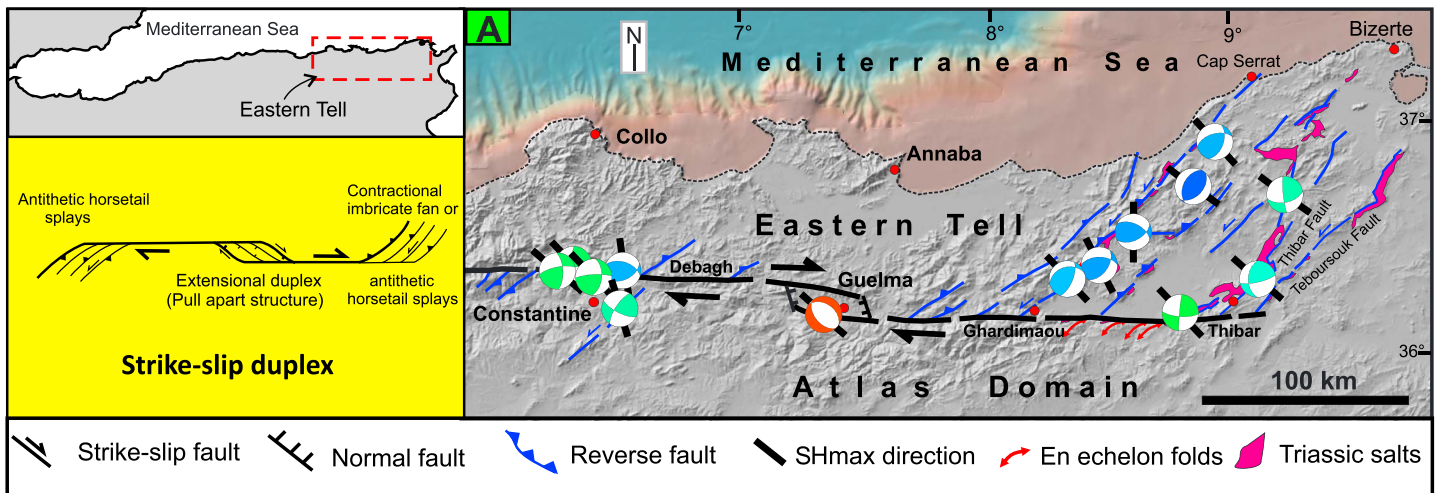 Mediterranean Sea
Eastern Tell
Antithetic horsetail
splays
Contractional
imbricate fan or
Extensional duplex
(Pull apart structure)
antithetic
horsetail splays
Strike-slip duplex
A
N
7°
8°
9°
Bizerte
Mediterranean Sea
Cap Serrat
37°
Collo
Annaba
Eastern Tell
Thibar Fault
Teboursouk Fault
Debagh
Guelma
Constantine
Ghardimaou
Thibar
36°
Atlas Domain
100 km
Strike-slip fault
Normal fault
Reverse fault
SHmax direction
En echelon folds
Triassic salts